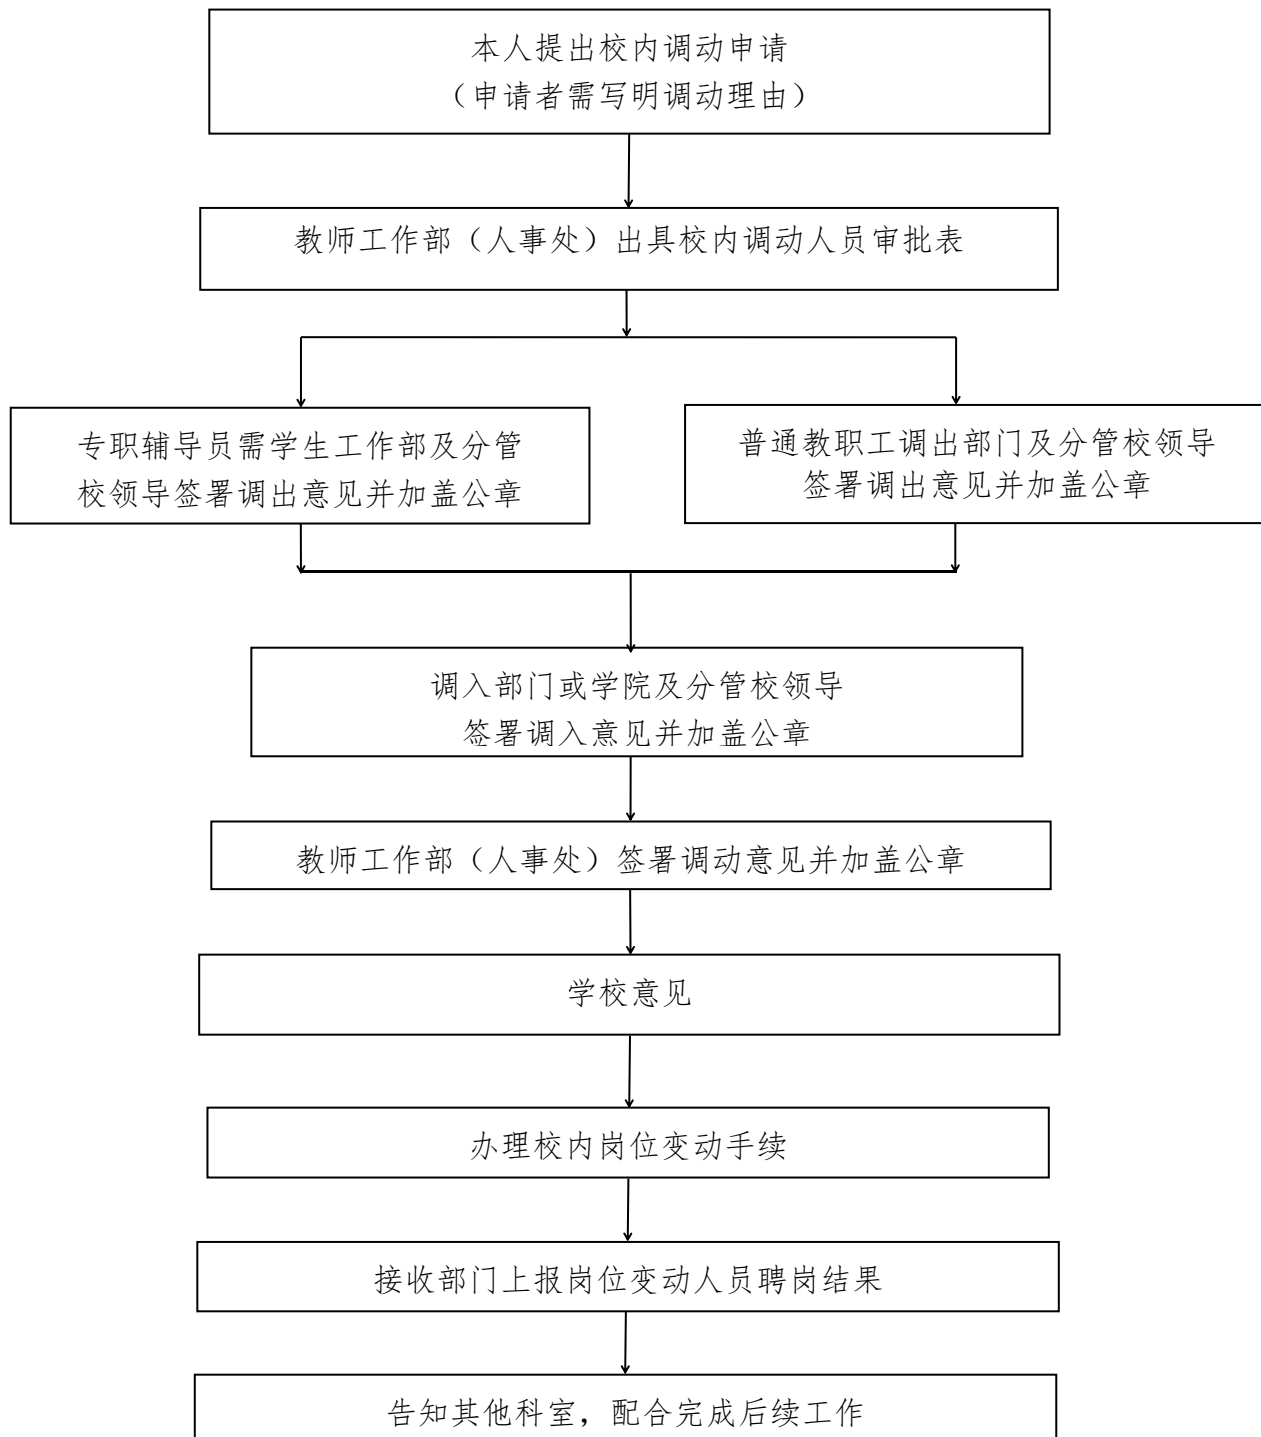 本人提出校内调动申请
（申请者需写明调动理由）
教师工作部（人事处）出具校内调动人员审批表
专职辅导员需学生工作部及分管
校领导签署调出意见并加盖公章
普通教职工调出部门及分管校领导
签署调出意见并加盖公章
调入部门或学院及分管校领导
签署调入意见并加盖公章
教师工作部（人事处）签署调动意见并加盖公章
学校意见
办理校内岗位变动手续
接收部门上报岗位变动人员聘岗结果
告知其他科室，配合完成后续工作